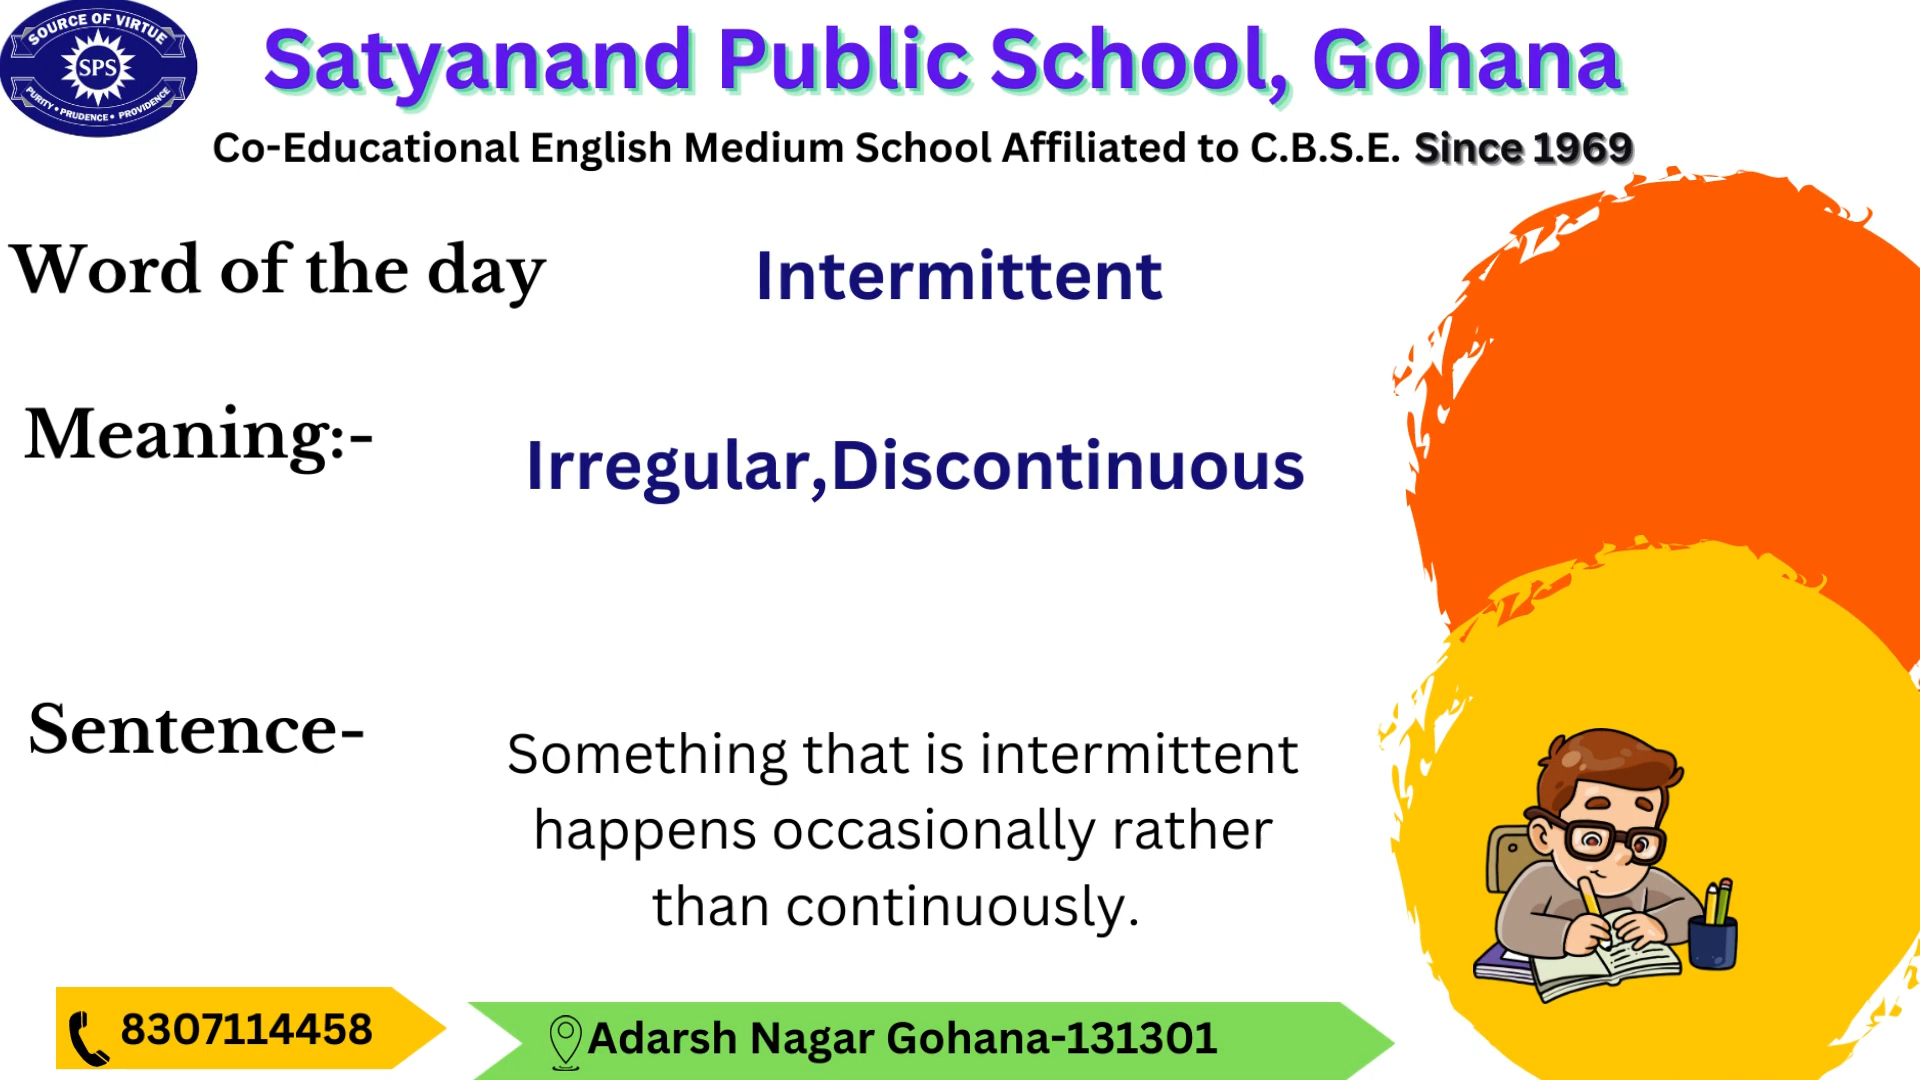 SOURCE OF VIRTUE
SPS
PURITY • PRUDENCE • PROVIDENCE
Satyanand Public School, Gohana
Co-Educational English Medium School Affiliated to C.B.S.E. Since 1969
Word of the day
Intermittent
Meaning:-
Irregular,Discontinuous
Sentence-
Something that is intermittent
happens occasionally rather
than continuously.
8307114458
Adarsh Nagar Gohana-131301